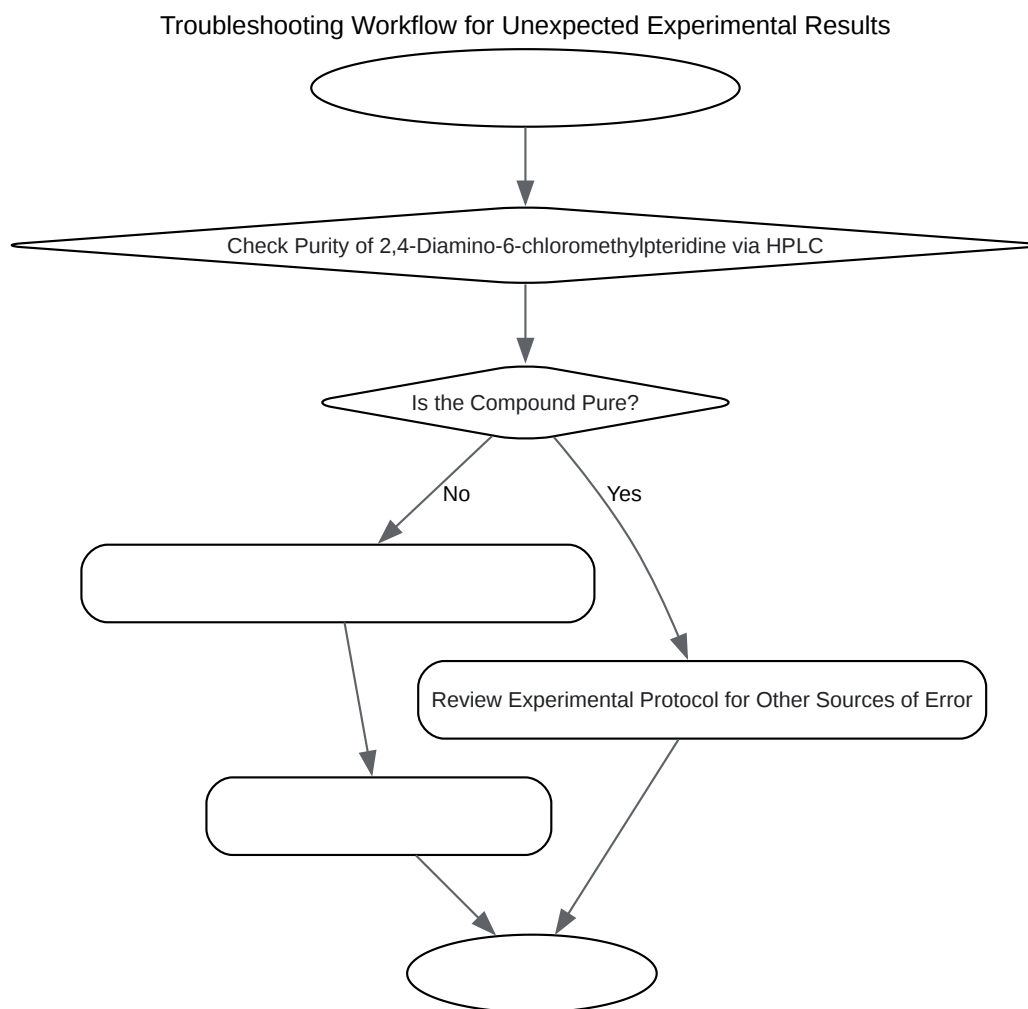 Troubleshooting Workflow for Unexpected Experimental Results
Check Purity of 2,4-Diamino-6-chloromethylpteridine via HPLC
Is the Compound Pure?
No
Yes
Review Experimental Protocol for Other Sources of Error